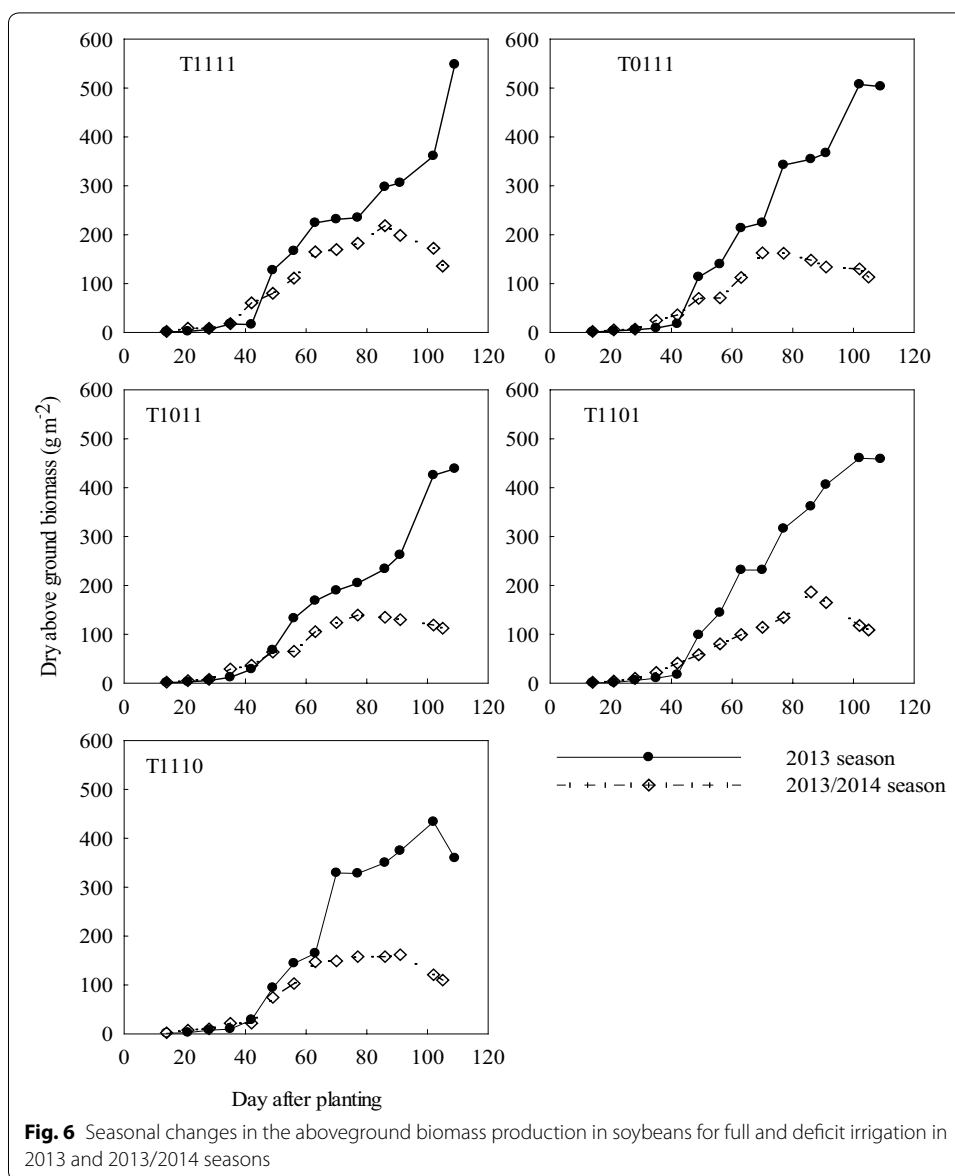 600
500
400
300
200
100
0
0 20 40 60 80 100 120
T1111
600
500
400
300
200
100
0
0 20 40 60 80 100 120
T0111
Dry above ground biomass (g m-2)
600
500
400
300
200
100
0
0 20 40 60 80 100 120
T1011
600
500
400
300
200
100
0
0 20 40 60 80 100 120
T1101
600
500
400
300
200
100
0
0 20 40 60 80 100 120
T1110
2013 season
2013/2014 season
Day after planting
Fig. 6 Seasonal changes in the aboveground biomass production in soybeans for full and deficit irrigation in
2013 and 2013/2014 seasons